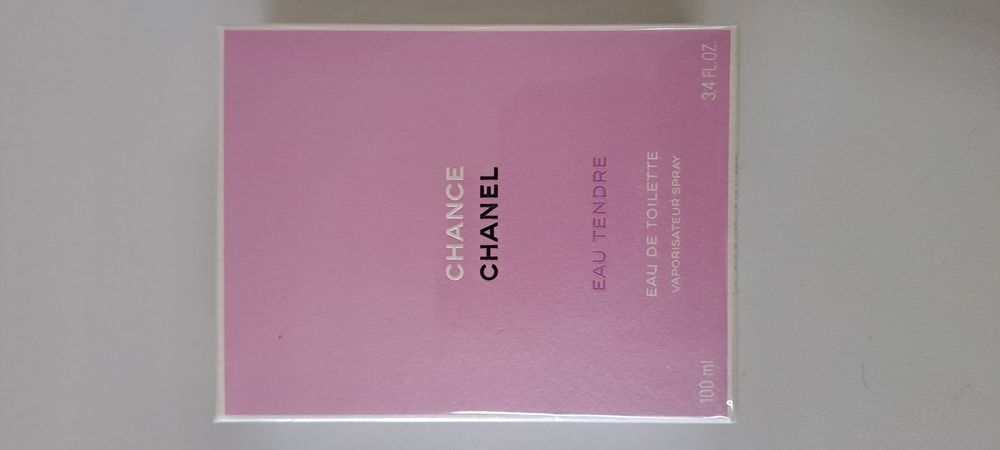 CHANCE
CHANEL
EAU TENDRE
EAU DE TOILETTE
VAPORISATEUR SPRAY
100 ml
3.4 FL.OZ.